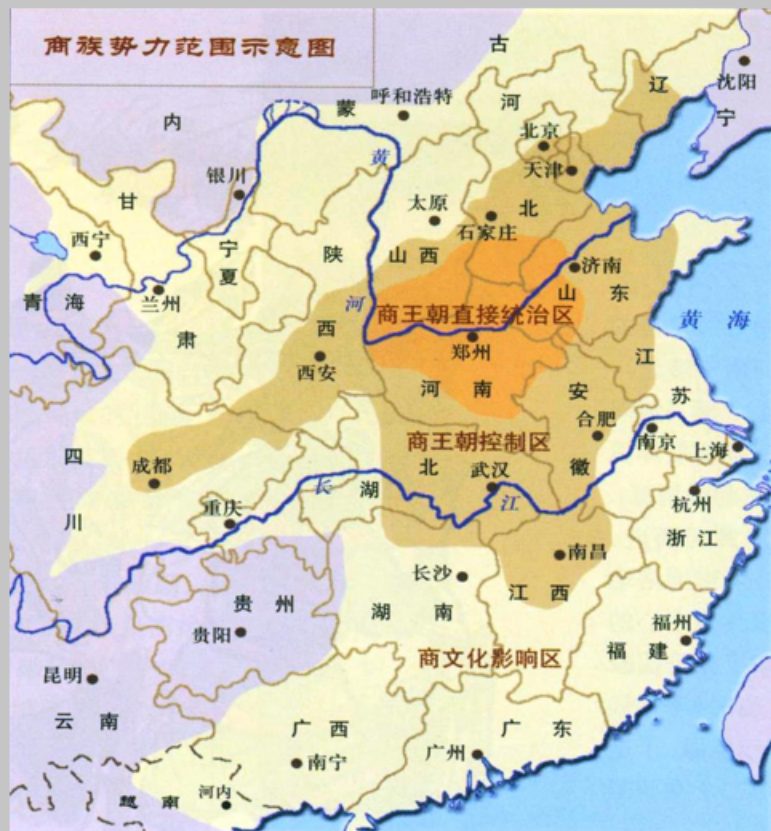 商族势力范围示意图
古
沈阳
辽
宁
呼和浩特
河
内
蒙
北京
黄
天津
银川
甘
太原
北
石家庄
宁
夏
陕
山西
西宁
济南
兰州
山东
青海
河
商王朝直接统治区
黄海
肃
西
郑州
江
西安
河南
安
苏
合肥
商王朝控制区
南京
上海
四
成都
北
武汉
徽
长
湖
江
重庆
杭州
川
浙江
南昌
长沙
江西
贵州
湖南
福州
贵阳
福建
商文化影响区
昆明
云南
广西
广东
广州
南宁
河内
越南